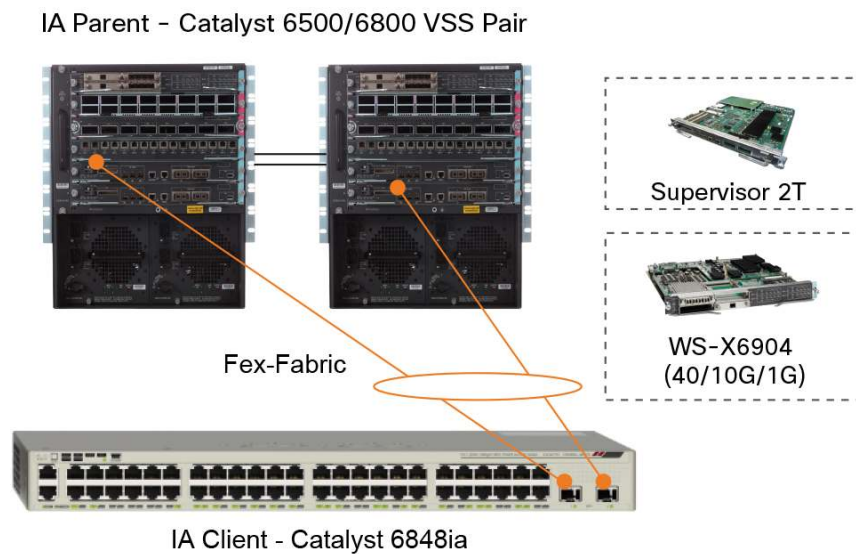 IA Parent – Catalyst 6500/6800 VSS Pair
Supervisor 2T
WS-X6904
(40/10G/1G)
Fex-Fabric
IA Client - Catalyst 6848ia